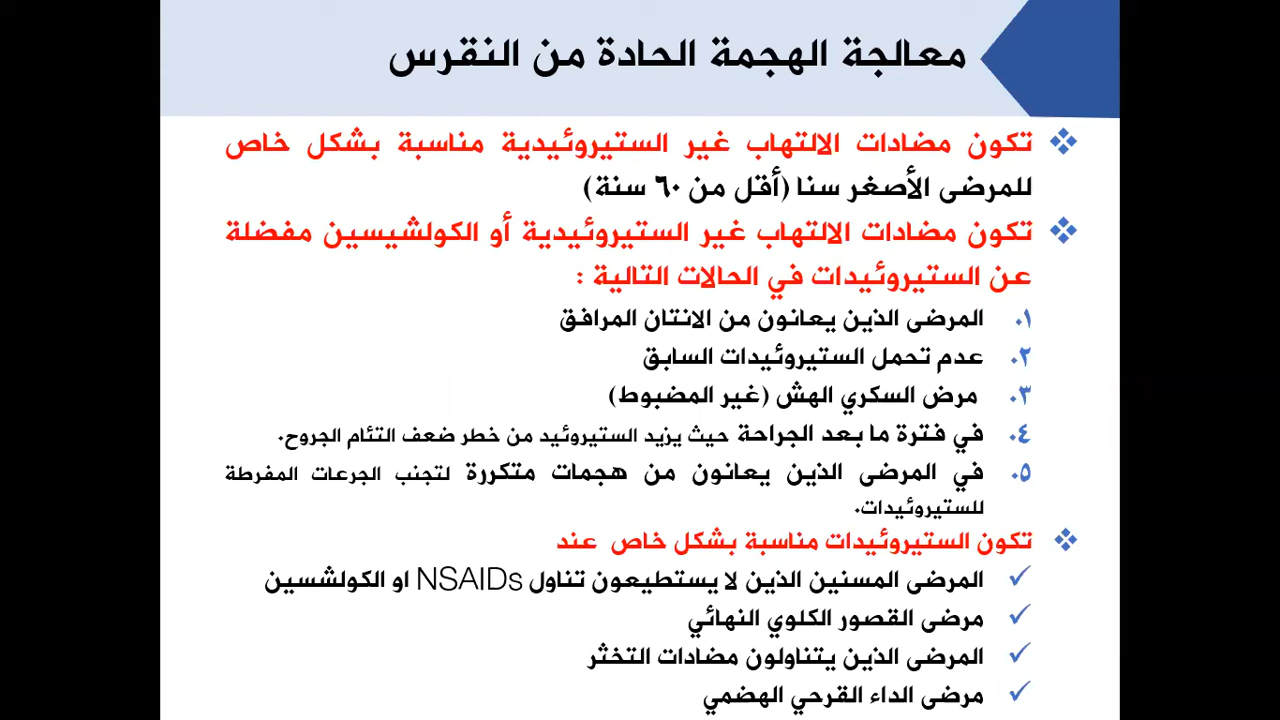 معالجة الهجمة الحادة من النقرس
❖ تكون مضادات الالتهاب غير الستيروئيدية مناسبة بشكل خاص
للمرضى الأصغر سنا (أقل من ٦٠ سنة)
❖ تكون مضادات الالتهاب غير الستيروئيدية أو الكولشيسين مفضلة
عن الستيروئيدات في الحالات التالية :
١. المرضى الذين يعانون من الانتان المرافق
٢. عدم تحمل الستيروئيدات السابق
٣. مرض السكري الهش (غير المضبوط)
٤. في فترة ما بعد الجراحة حيث يزيد الستيروئيد من خطر ضعف التئام الجروح.
٥. في المرضى الذين يعانون من هجمات متكررة لتجنب الجرعات المفرطة
للستيروئيدات.
❖ تكون الستيروئيدات مناسبة بشكل خاص عند
✓ المرضى المسنين الذين لا يستطيعون تناول NSAIDs او الكولشسين
✓ مرضى القصور الكلوي النهائي
✓ المرضى الذين يتناولون مضادات التخثر
✓ مرضى الداء القرحي الهضمي